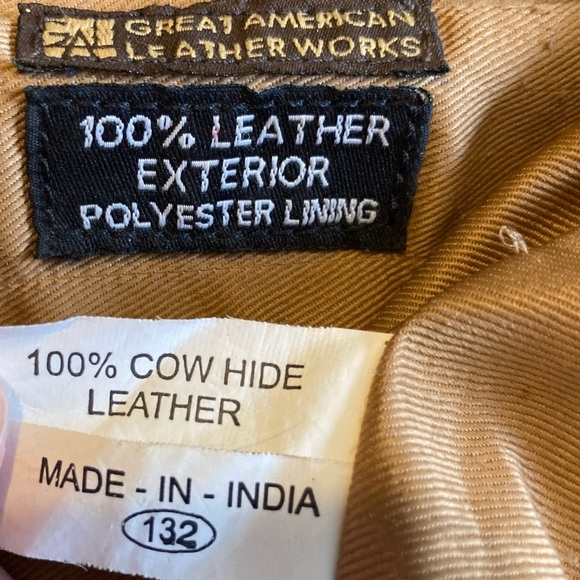 GREAT AMERICAN
LEATHERWORKS
100% LEATHER
EXTERIOR
POLYESTER LINING
100% COW HIDE
LEATHER
MADE - IN - INDIA
132